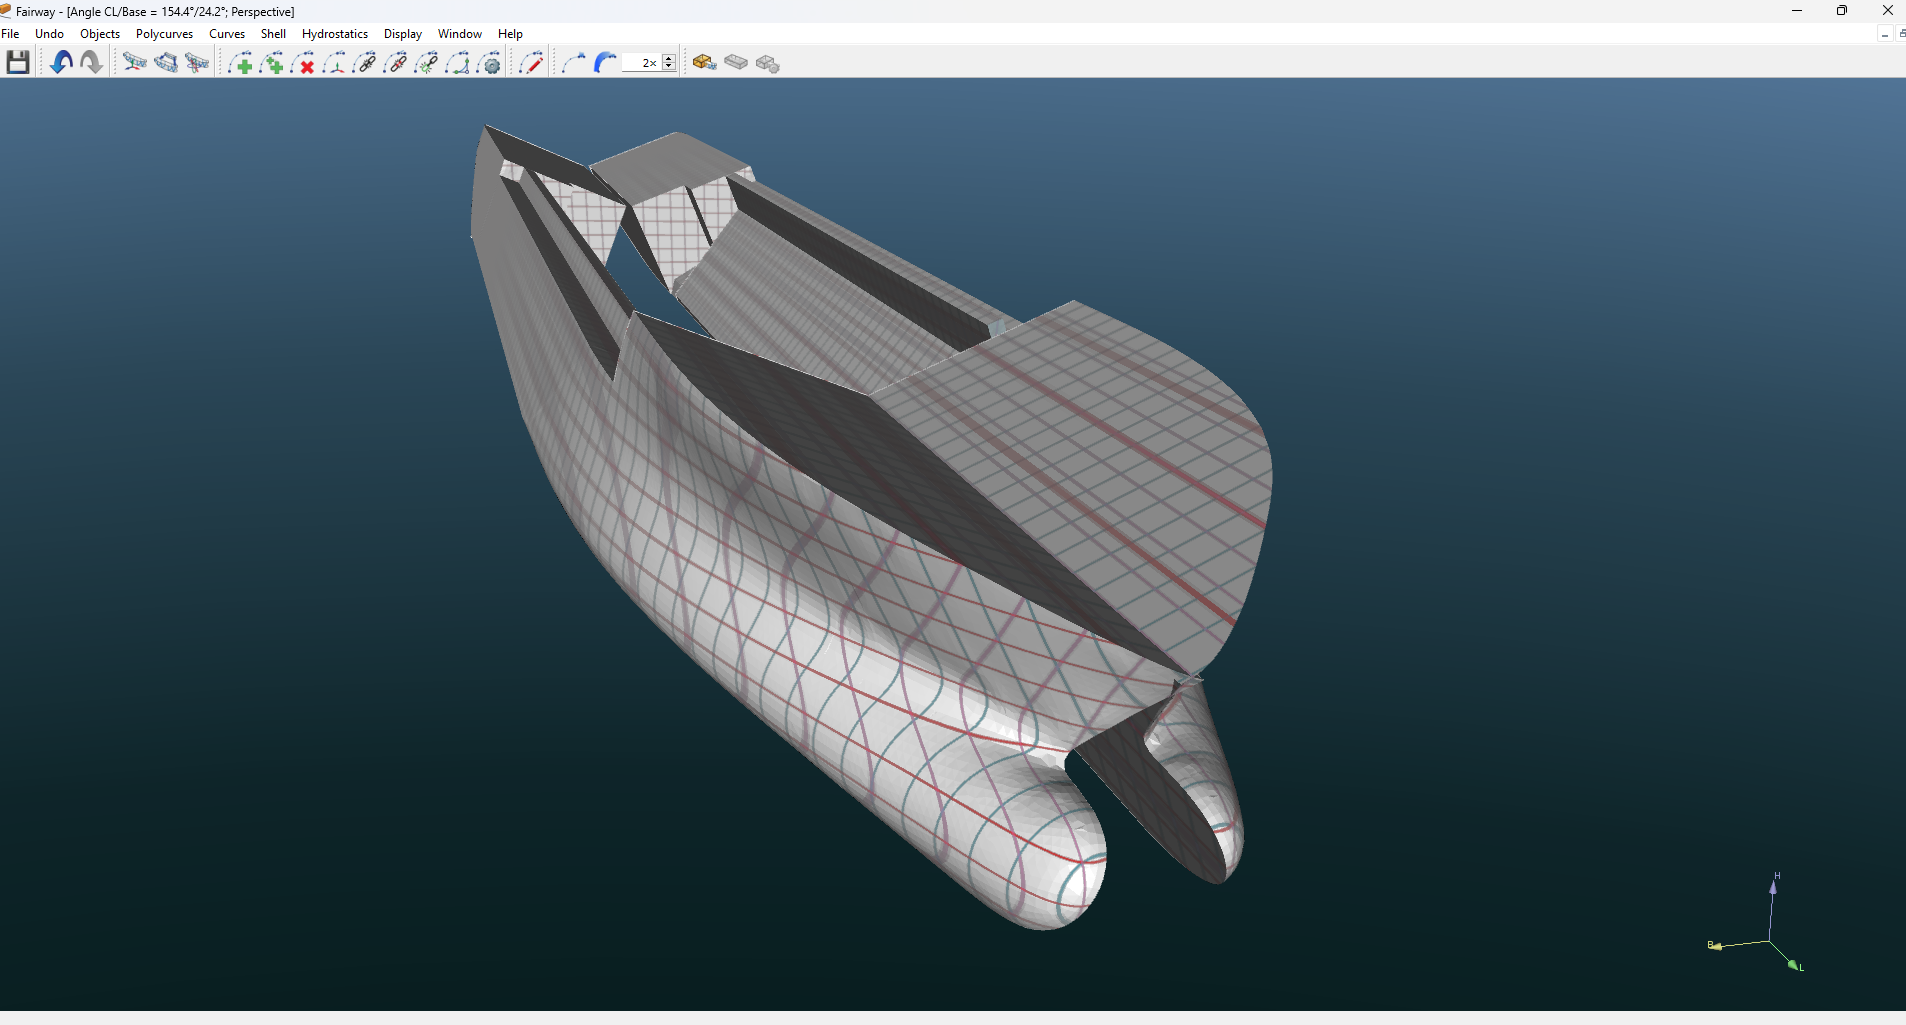 Fairway - [Angle CL/Base = 154.4°/24.2°; Perspective]
File Undo Objects Polycurves Curves Shell Hydrostatics Display Window Help
2×
H
B
L